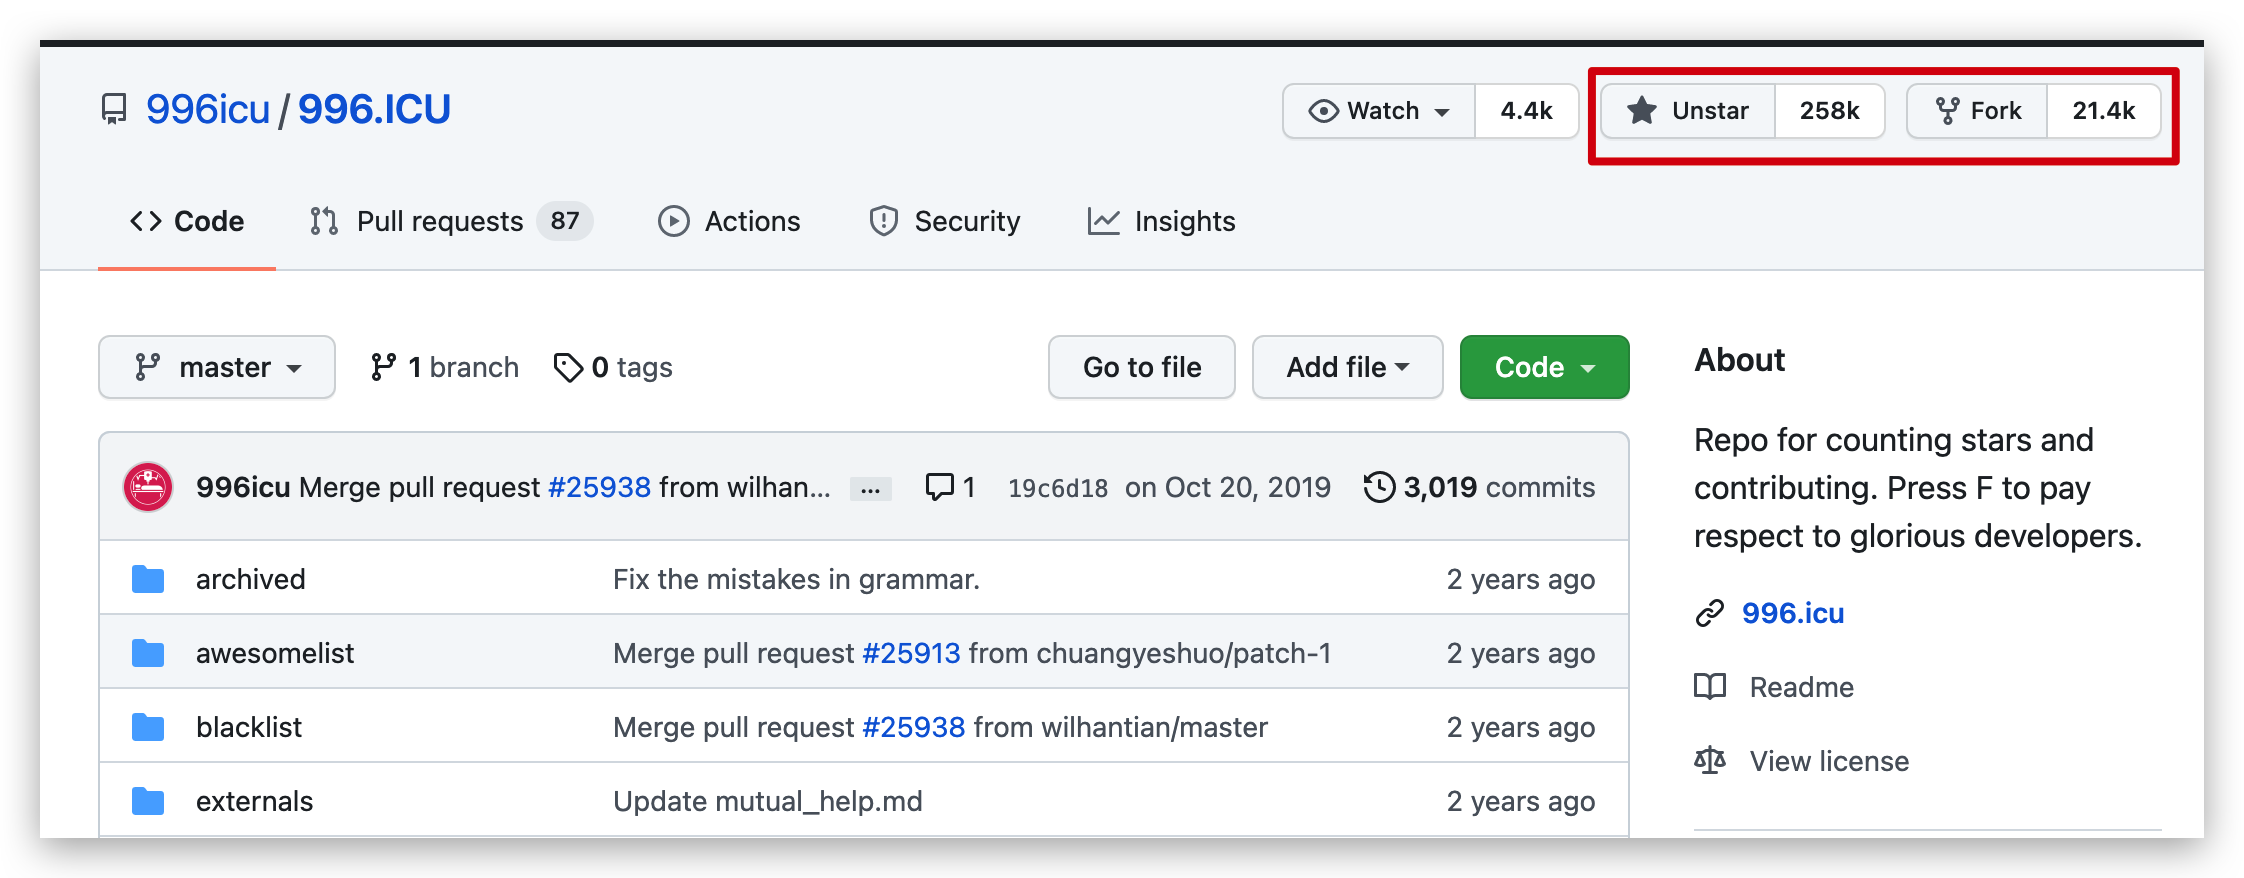 996icu / 996.ICU
Watch 4.4k Unstar 258k Fork 21.4k
Code Pull requests 87 Actions Security Insights
master 1 branch 0 tags Go to file Add file Code
996icu Merge pull request #25938 from wilhan... ... 1 19c6d18 on Oct 20, 2019 3,019 commits
archived Fix the mistakes in grammar. 2 years ago
awesomelist Merge pull request #25913 from chuangyeshuo/patch-1 2 years ago
blacklist Merge pull request #25938 from wilhantian/master 2 years ago
externals Update mutual_help.md 2 years ago
About
Repo for counting stars and
contributing. Press F to pay
respect to glorious developers.
996.icu
Readme
View license